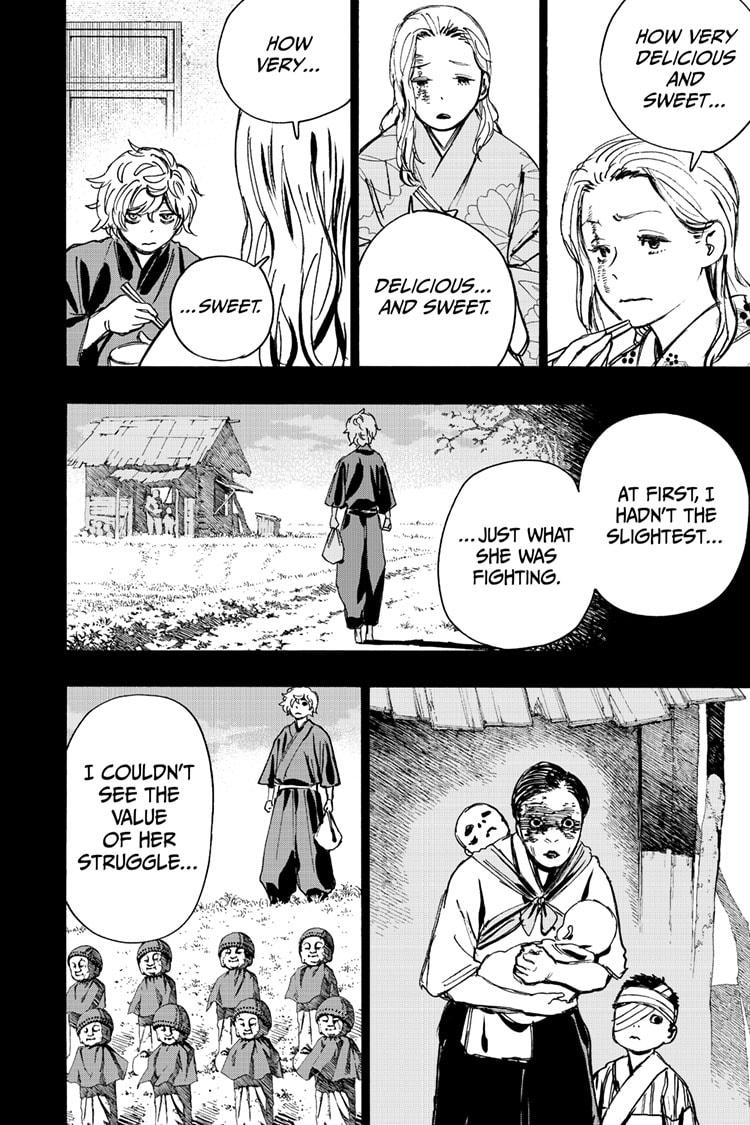 HOW VERY
DELICIOUS
AND
SWEET...
DELICIOUS...
AND SWEET.
HOW
VERY...
...SWEET.
AT FIRST, I
HADN'T THE
SLIGHTEST...
...JUST WHAT
SHE WAS
FIGHTING.
I COULDN'T
SEE THE
VALUE
OF HER
STRUGGLE...